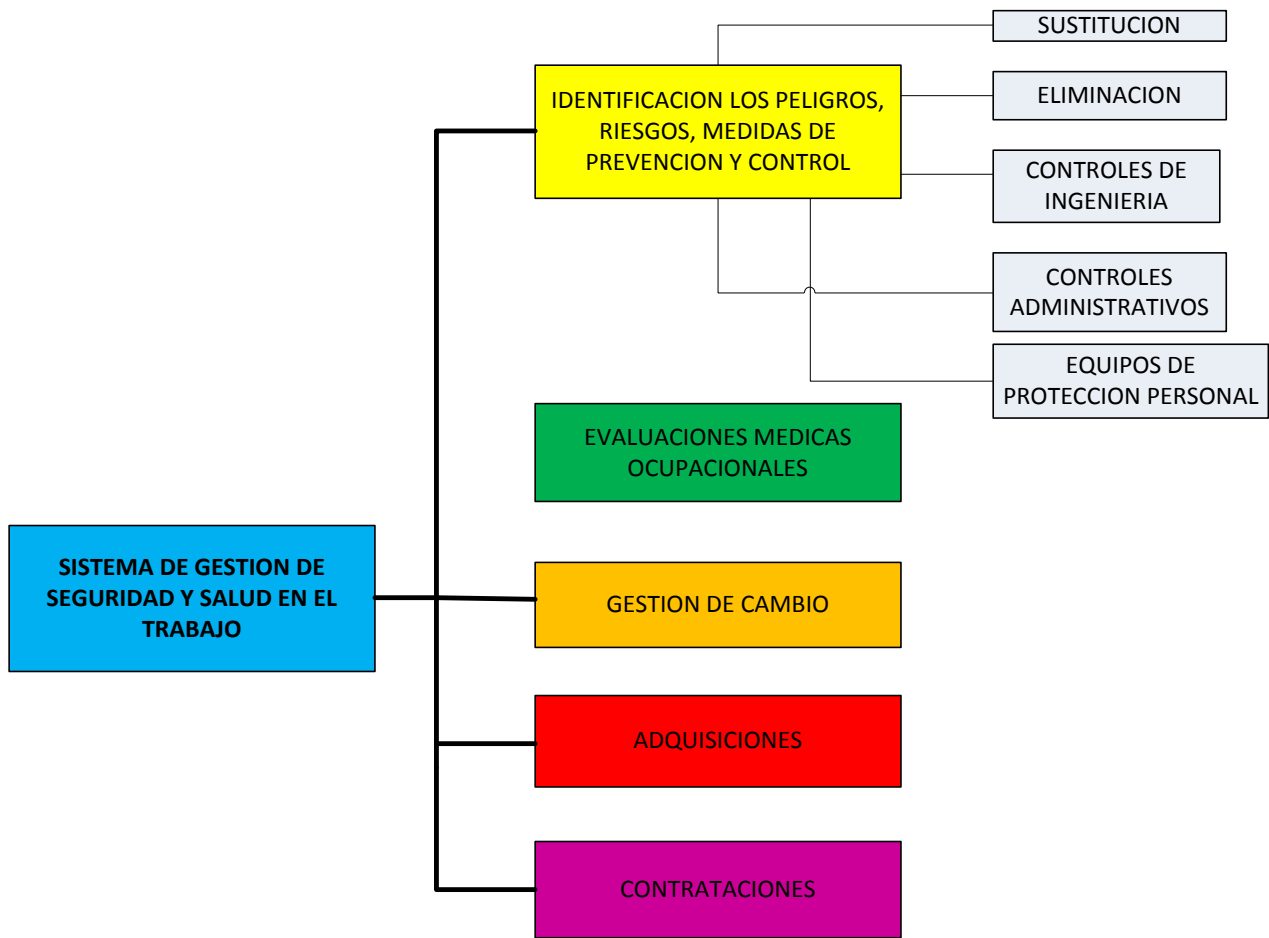 SISTEMA DE GESTION DE
SEGURIDAD Y SALUD EN EL
TRABAJO
IDENTIFICACION LOS PELIGROS,
RIESGOS, MEDIDAS DE
PREVENCION Y CONTROL
SUSTITUCION
ELIMINACION
CONTROLES DE
INGENIERIA
CONTROLES
ADMINISTRATIVOS
EQUIPOS DE
PROTECCION PERSONAL
EVALUACIONES MEDICAS
OCUPACIONALES
GESTION DE CAMBIO
ADQUISICIONES
CONTRATACIONES